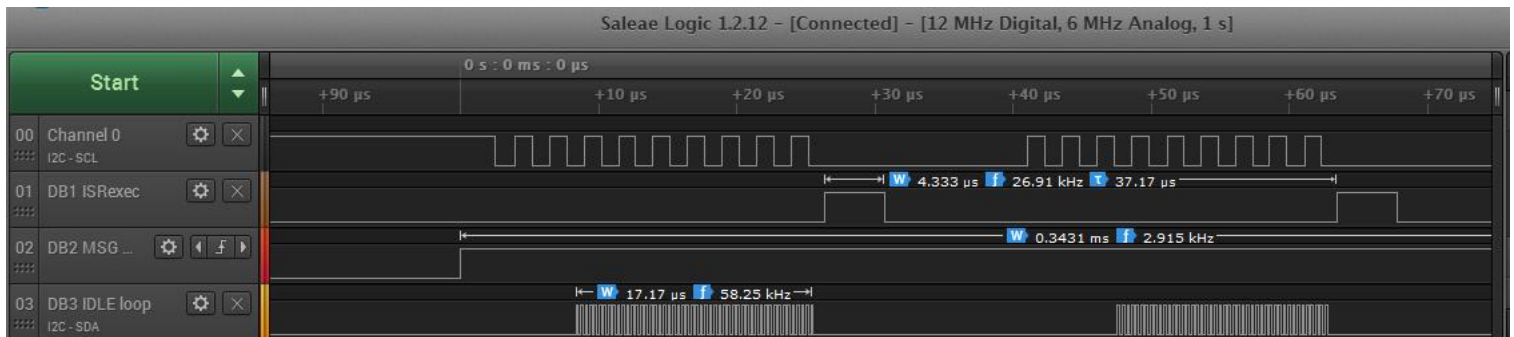 Saleae Logic 1.2.12 - [Connected] - [12 MHz Digital, 6 MHz Analog, 1 s]
Start
0 s : 0 ms : 0 µs
+90 µs +10 µs +20 µs +30 µs +40 µs +50 µs +60 µs +70 µs
00 Channel 0
I2C - SCL
01 DB1 ISRexec
W 4.333 µs f 26.91 kHz T 37.17 µs
02 DB2 MSG ...
W 0.3431 ms f 2.915 kHz
03 DB3 IDLE loop
I2C - SDA
W 17.17 µs f 58.25 kHz